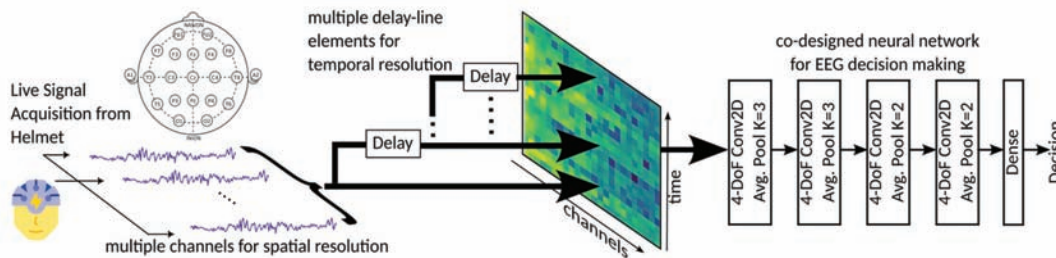 multiple delay-line
elements for
temporal resolution
Delay
Delay
Live Signal
Acquisition from
Helmet
multiple channels for spatial resolution
channels
time
co-designed neural network
for EEG decision making
4-DoF Conv2D
Avg. Pool K=3
4-DoF Conv2D
Avg. Pool K=3
4-DoF Conv2D
Avg. Pool K=2
4-DoF Conv2D
Avg. Pool K=2
Dense
Decision